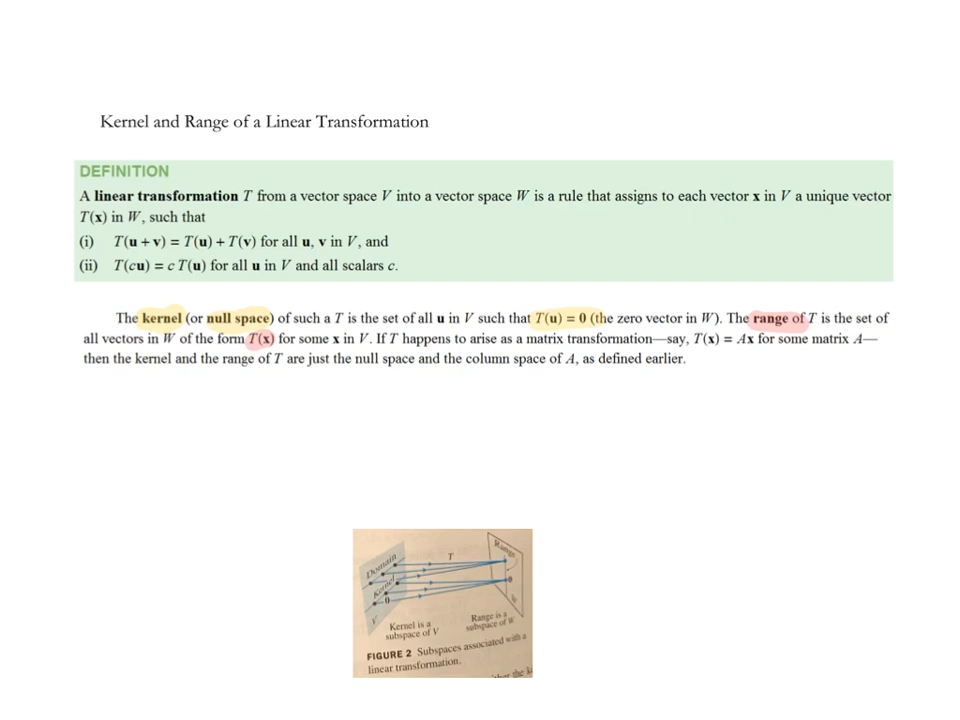 Kernel and Range of a Linear Transformation
DEFINITION
A linear transformation T from a vector space V into a vector space W is a rule that assigns to each vector x in V a unique vector
T(x) in W, such that
(i) T(u + v) = T(u) + T(v) for all u, v in V, and
(ii) T(cu) = c T(u) for all u in V and all scalars c.
The kernel (or null space) of such a T is the set of all u in V such that T(u) = 0 (the zero vector in W). The range of T is the set of
all vectors in W of the form T(x) for some x in V. If T happens to arise as a matrix transformation—say, T(x) = Ax for some matrix A—
then the kernel and the range of T are just the null space and the column space of A, as defined earlier.
Domain
T
Range
Kernel
0
0
V
W
Kernel is a
subspace of V
Range is a
subspace of W
FIGURE 2 Subspaces associated with a
linear transformation.
the